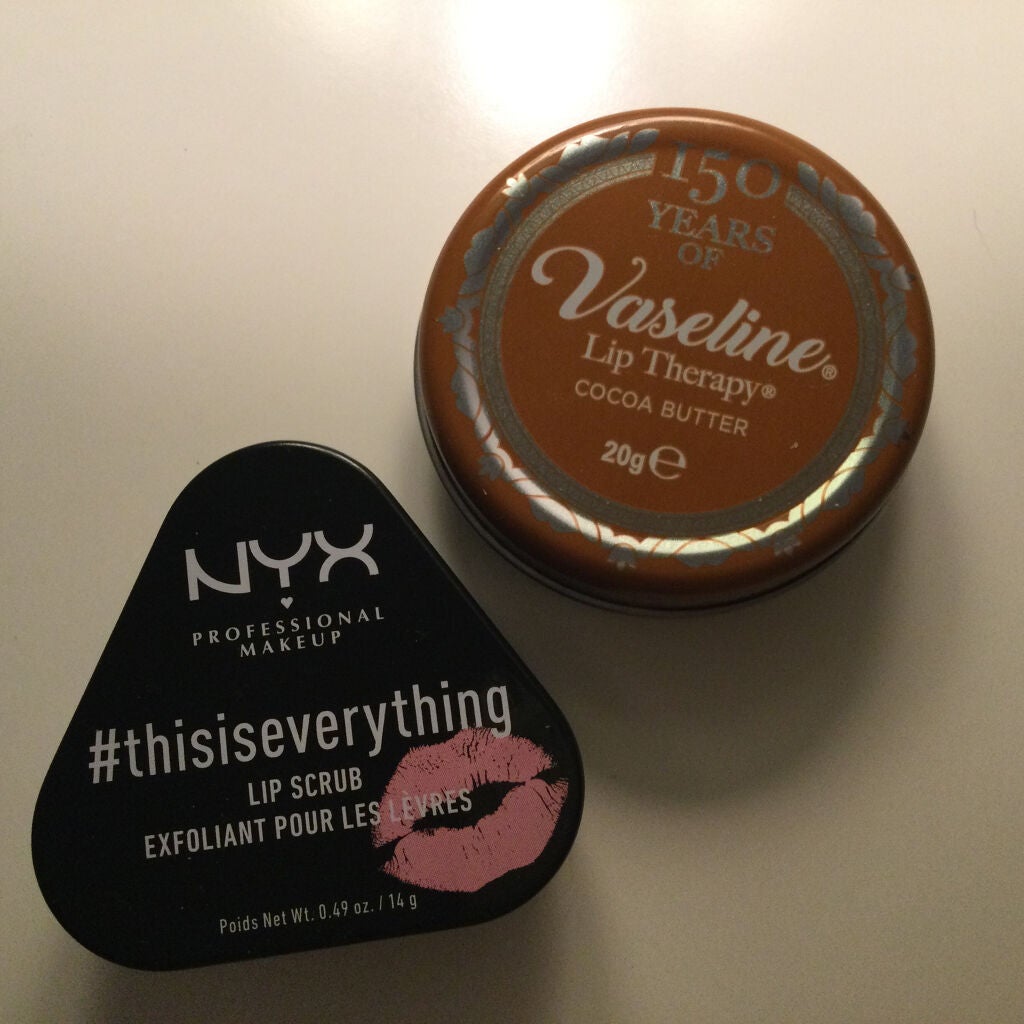 150
YEARS
OF
Vaseline®
Lip Therapy®
COCOA BUTTER
20g ℮
NYX
PROFESSIONAL
MAKEUP
#thisiseverything
LIP SCRUB
EXFOLIANT POUR LES LÈVRES
Poids Net Wt. 0.49 oz. / 14 g